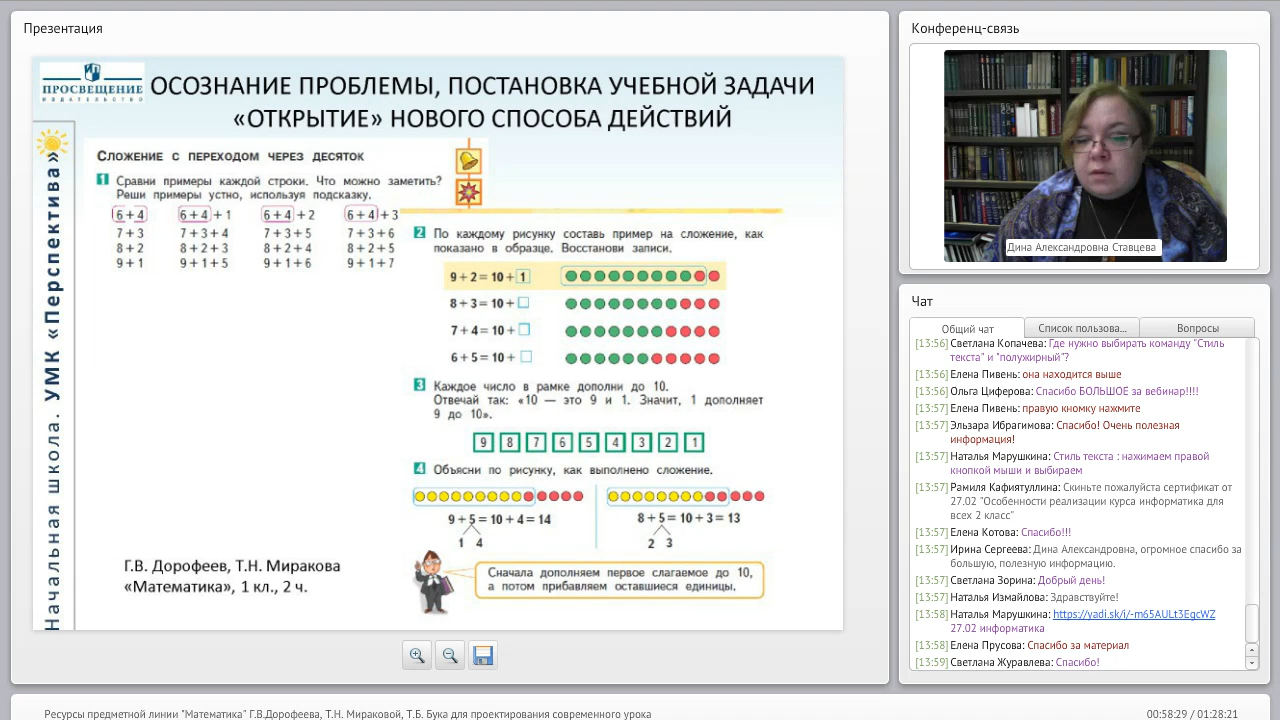 Презентация
ПРОСВЕЩЕНИЕ
ИЗДАТЕЛЬСТВО
ОСОЗНАНИЕ ПРОБЛЕМЫ, ПОСТАНОВКА УЧЕБНОЙ ЗАДАЧИ
«ОТКРЫТИЕ» НОВОГО СПОСОБА ДЕЙСТВИЙ
Начальная школа. УМК «Перспектива»
Сложение с переходом через десяток
1 Сравни примеры каждой строки. Что можно заметить?
Реши примеры устно, используя подсказку.
6+4 6+4+1 6+4+2 6+4+3
7+3 7+3+4 7+3+5 7+3+6
8+2 8+2+3 8+2+4 8+2+5
9+1 9+1+5 9+1+6 9+1+7
2 По каждому рисунку составь пример на сложение, как
показано в образце. Восстанови записи.
9+2=10+1
8+3=10+
7+4=10+
6+5=10+
3 Каждое число в рамке дополни до 10.
Отвечай так: «10 — это 9 и 1. Значит, 1 дополняет
9 до 10».
9 8 7 6 5 4 3 2 1
4 Объясни по рисунку, как выполнено сложение.
9+5=10+4=14 8+5=10+3=13
1 4 2 3
Сначала дополняем первое слагаемое до 10,
а потом прибавляем оставшиеся единицы.
Г.В. Дорофеев, Т.Н. Миракова
«Математика», 1 кл., 2 ч.
Конференц-связь
Дина Александровна Ставцева
Чат
Общий чат Список пользова... Вопросы
[13:56] Светлана Копачева: Где нужно выбирать команду "Стиль
текста" и "полужирный"?
[13:56] Елена Пивень: она находится выше
[13:56] Ольга Циферова: Спасибо БОЛЬШОЕ за вебинар!!!!
[13:57] Елена Пивень: правую кномку нажмите
[13:57] Эльзара Ибрагимова: Спасибо! Очень полезная
информация!
[13:57] Наталья Марушкина: Стиль текста : нажимаем правой
кнопкой мыши и выбираем
[13:57] Рамиля Кафиятуллина: Скиньте пожалуйста сертификат от
27.02 "Особенности реализации курса информатика для
всех 2 класс"
[13:57] Елена Котова: Спасибо!!!
[13:57] Ирина Сергеева: Дина Александровна, огромное спасибо за
большую, полезную информацию.
[13:57] Светлана Зорина: Добрый день!
[13:57] Наталья Измайлова: Здравствуйте!
[13:58] Наталья Марушкина: https://yadi.sk/i/-m65AULt3EgcWZ
27.02 информатика
[13:58] Елена Прусова: Спасибо за материал
[13:59] Светлана Журавлева: Спасибо!
Ресурсы предметной линии "Математика" Г.В.Дорофеева, Т.Н. Мираковой, Т.Б. Бука для проектирования современного урока
00:58:29 / 01:28:21